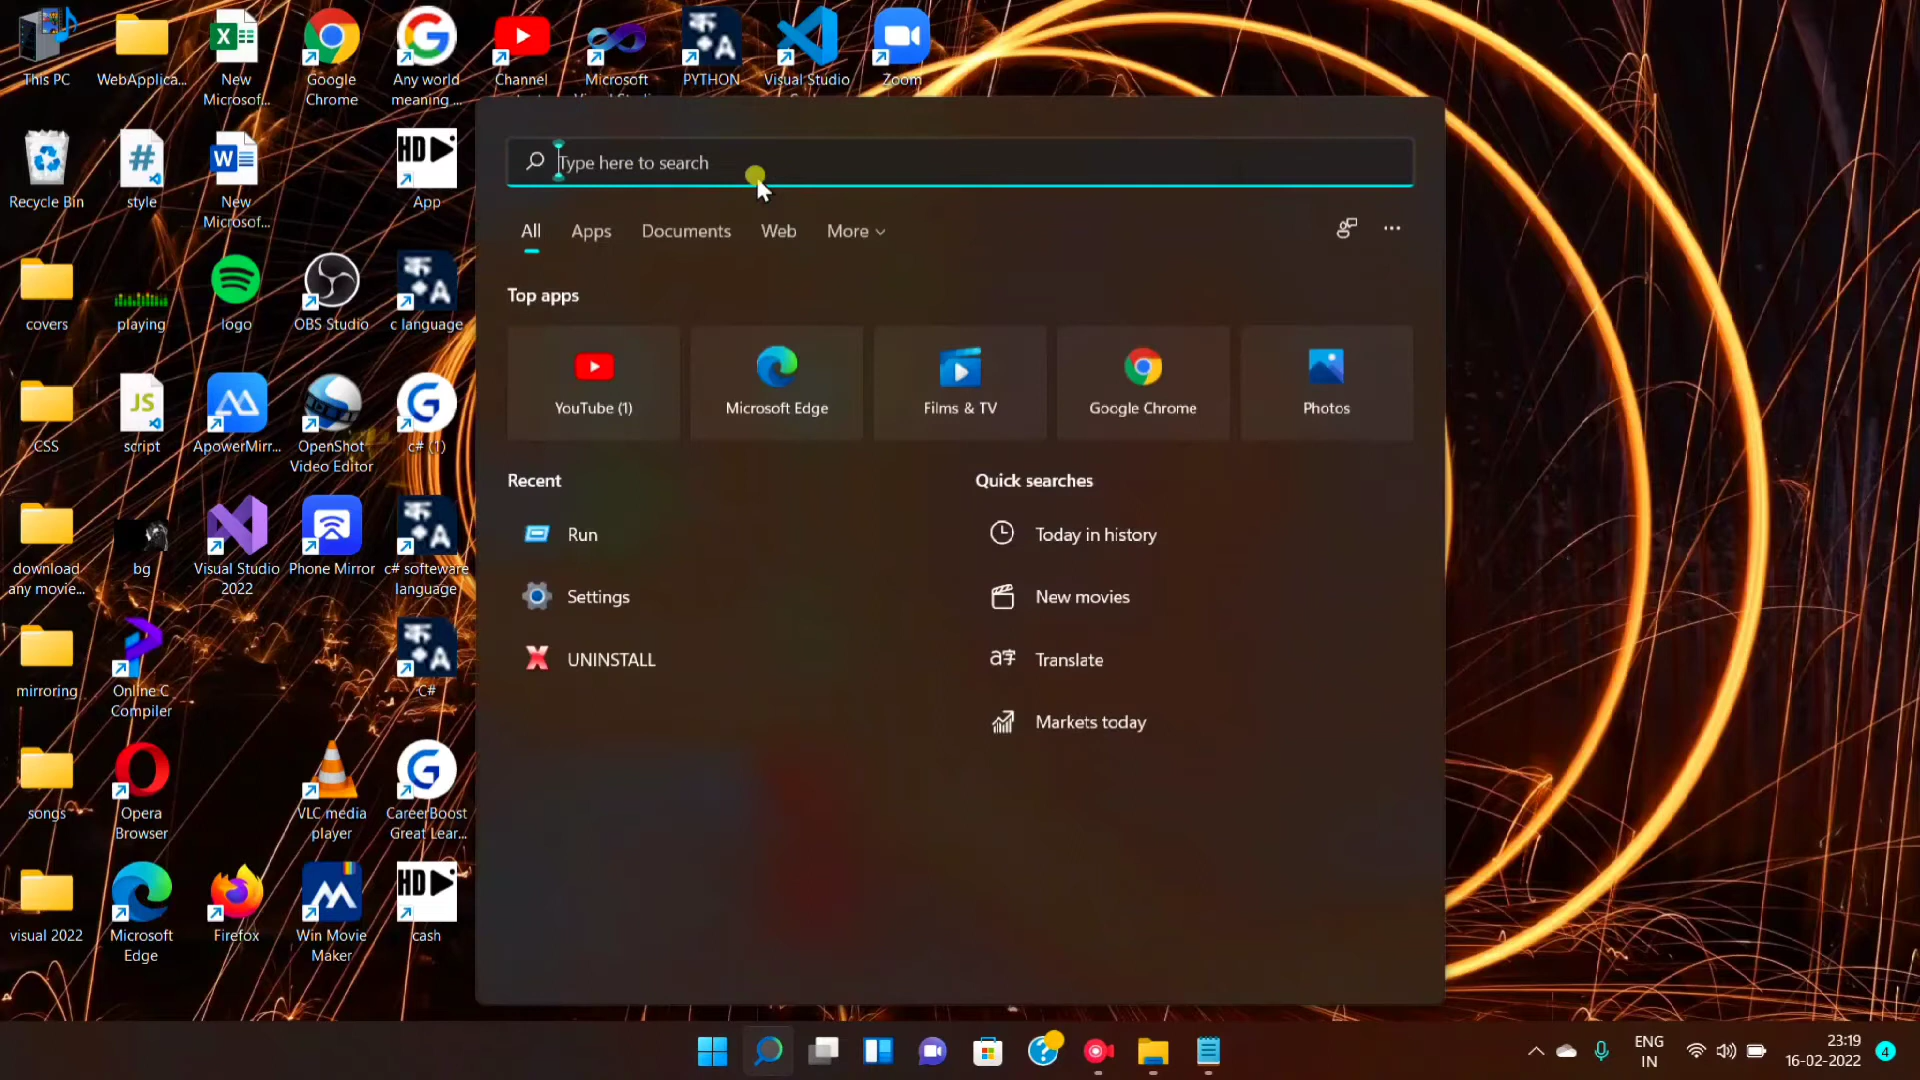 This PC
WebApplica...
New
Microsof...
Google
Chrome
Any world
meaning ...
Channel
Microsoft
PYTHON
Visual Studio
Zoom
Recycle Bin
style
New
Microsof...
HD
App
covers
playing
logo
OBS Studio
c language
CSS
JS
script
ApowerMirr...
OpenShot
Video Editor
c# (1)
download
any movie...
bg
Visual Studio
2022
Phone Mirror
c# softeware
language
mirroring
Online C
Compiler
C#
songs
Opera
Browser
VLC media
player
CareerBoost
Great Lear...
visual 2022
Microsoft
Edge
Firefox
Win Movie
Maker
HD
cash
Type here to search
All Apps Documents Web More
Top apps
YouTube (1)
Microsoft Edge
Films & TV
Google Chrome
Photos
Recent
Run
Settings
UNINSTALL
Quick searches
Today in history
New movies
Translate
Markets today
ENG
IN
23:19
16-02-2022
4